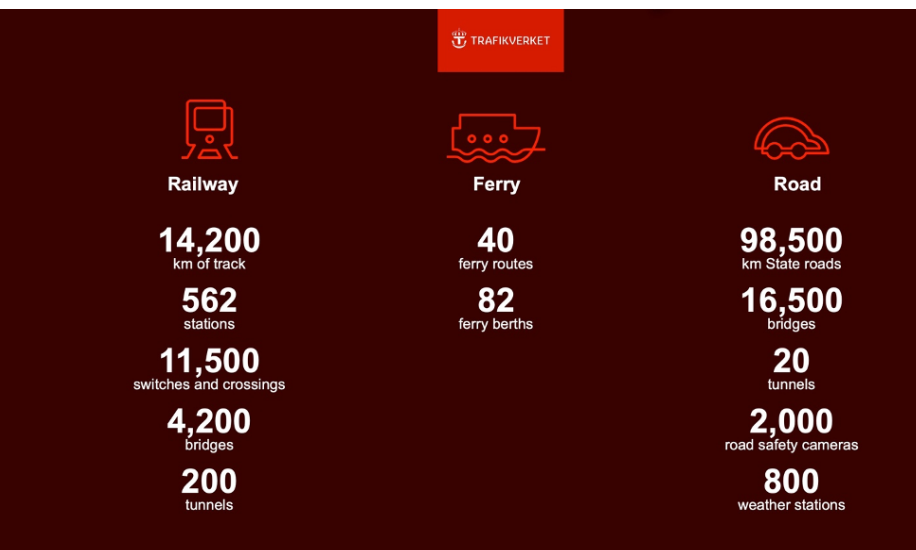 TRAFIKVERKET
Railway
14,200
km of track
562
stations
11,500
switches and crossings
4,200
bridges
200
tunnels
Ferry
40
ferry routes
82
ferry berths
Road
98,500
km State roads
16,500
bridges
20
tunnels
2,000
road safety cameras
800
weather stations